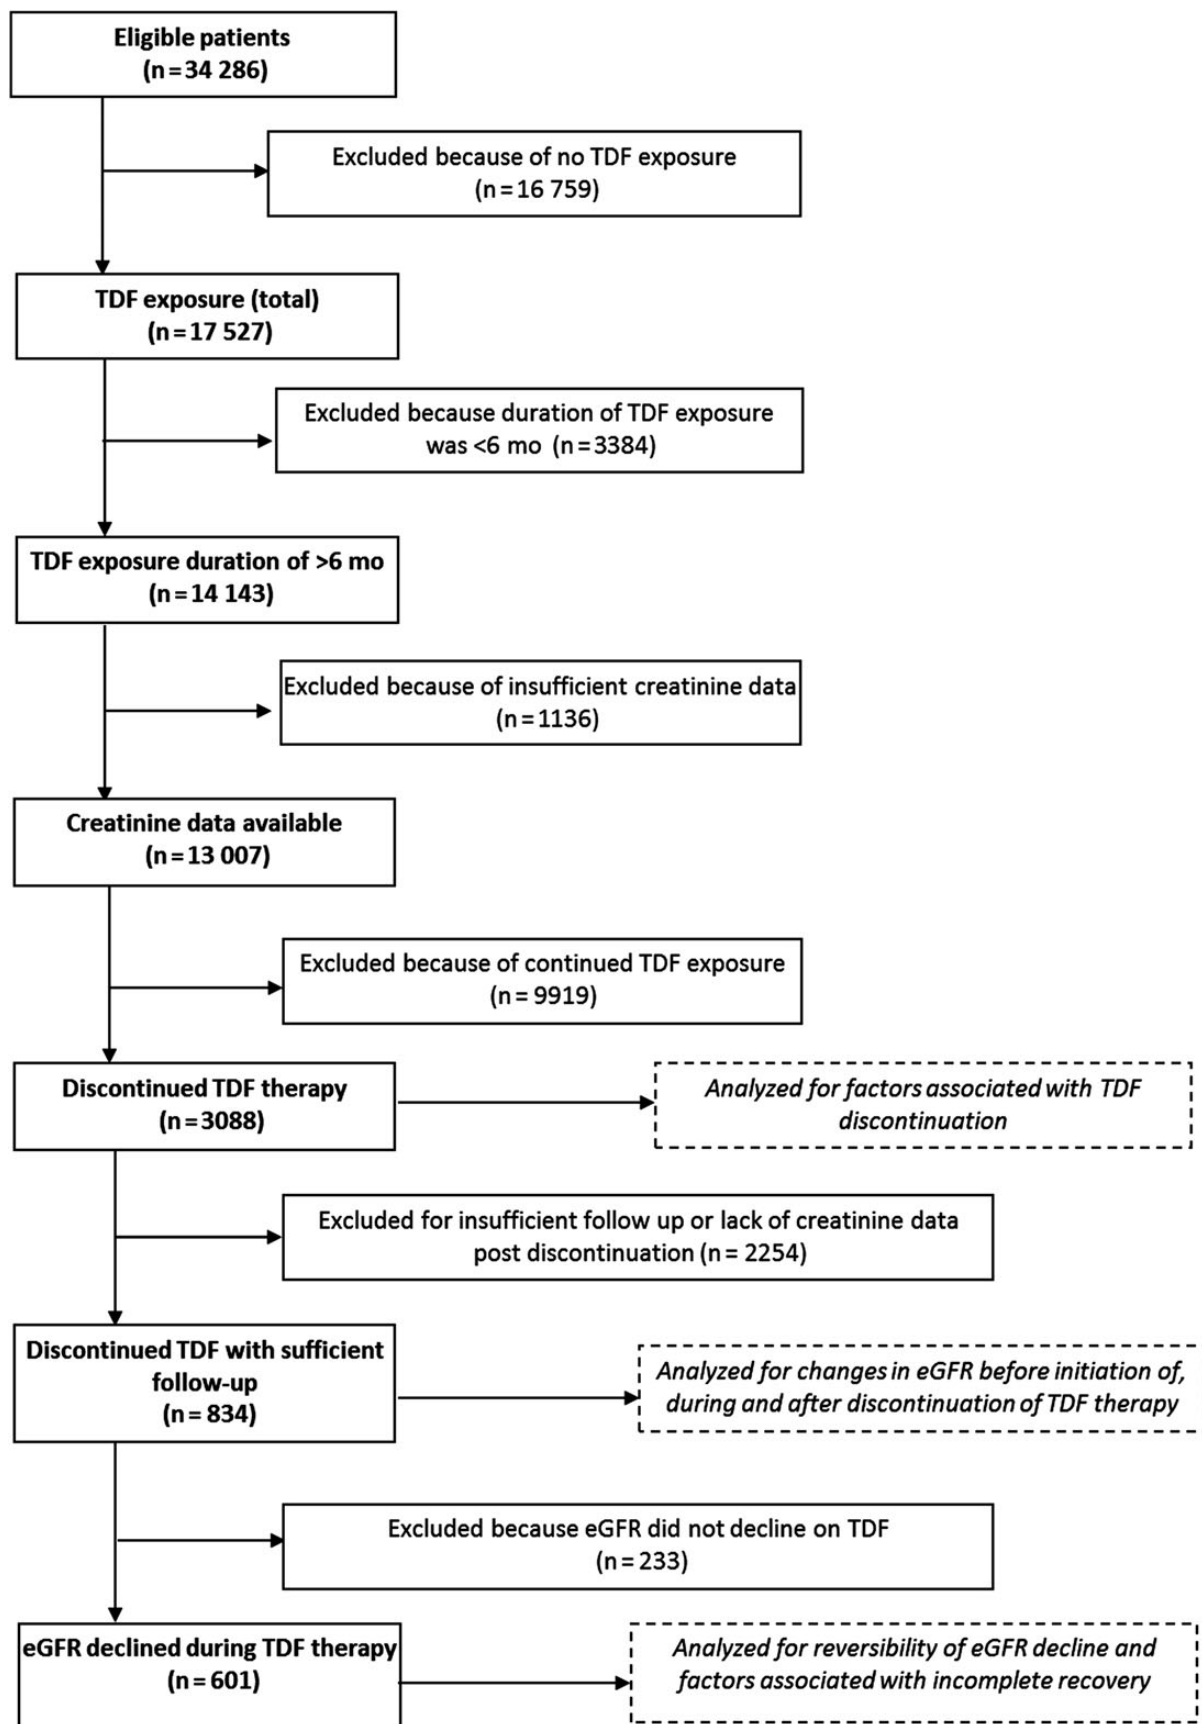 Eligible patients
(n = 34 286)
Excluded because of no TDF exposure
(n = 16 759)
TDF exposure (total)
(n = 17 527)
Excluded because duration of TDF exposure
was <6 mo (n = 3384)
TDF exposure duration of >6 mo
(n = 14 143)
Excluded because of insufficient creatinine data
(n = 1136)
Creatinine data available
(n = 13 007)
Excluded because of continued TDF exposure
(n = 9919)
Discontinued TDF therapy
(n = 3088)
Analyzed for factors associated with TDF
discontinuation
Excluded for insufficient follow up or lack of creatinine data
post discontinuation (n = 2254)
Discontinued TDF with sufficient
follow-up
(n = 834)
Analyzed for changes in eGFR before initiation of,
during and after discontinuation of TDF therapy
Excluded because eGFR did not decline on TDF
(n = 233)
eGFR declined during TDF therapy
(n = 601)
Analyzed for reversibility of eGFR decline and
factors associated with incomplete recovery